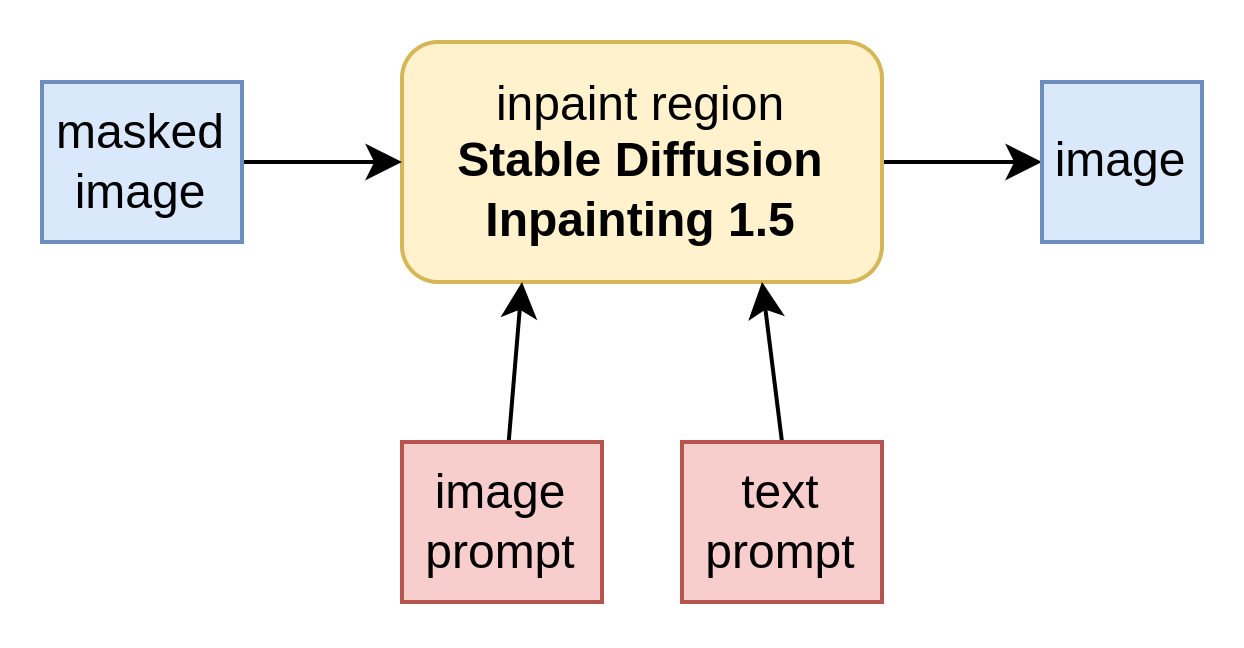 masked
image
inpaint region
Stable Diffusion
Inpainting 1.5
image
image
prompt
text
prompt